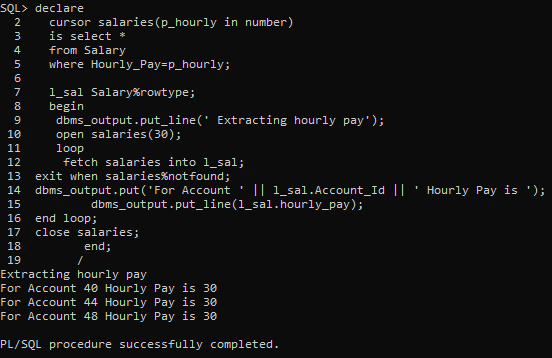 SQL> declare
  2    cursor salaries(p_hourly in number)
  3    is select *
  4    from Salary
  5    where Hourly_Pay=p_hourly;
  6
  7    l_sal Salary%rowtype;
  8    begin
  9     dbms_output.put_line(' Extracting hourly pay');
 10     open salaries(30);
 11     loop
 12      fetch salaries into l_sal;
 13  exit when salaries%notfound;
 14  dbms_output.put('For Account ' || l_sal.Account_Id || ' Hourly Pay is ');
 15          dbms_output.put_line(l_sal.hourly_pay);
 16  end loop;
 17  close salaries;
 18         end;
 19        /
Extracting hourly pay
For Account 40 Hourly Pay is 30
For Account 44 Hourly Pay is 30
For Account 48 Hourly Pay is 30

PL/SQL procedure successfully completed.